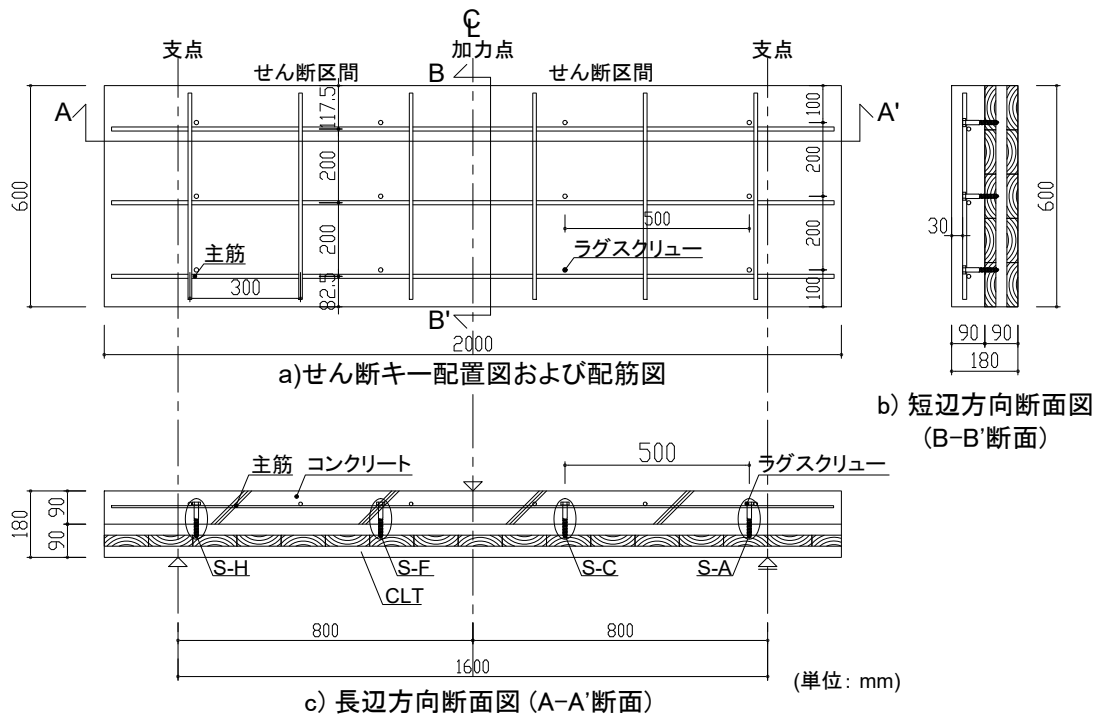 ℄
支点
加力点
支点
せん断区間
B
せん断区間
A
A'
117.5
100
200
200
600
500
200
200
ラグスクリュー
主筋
300
82.5
100
B'
2000
a)せん断キー配置図および配筋図
30
600
90 90
180
b) 短辺方向断面図
(B-B'断面)
500
主筋
コンクリート
ラグスクリュー
180
90
90
S-H
S-F
S-C
S-A
CLT
800
800
1600
(単位: mm)
c) 長辺方向断面図 (A-A'断面)